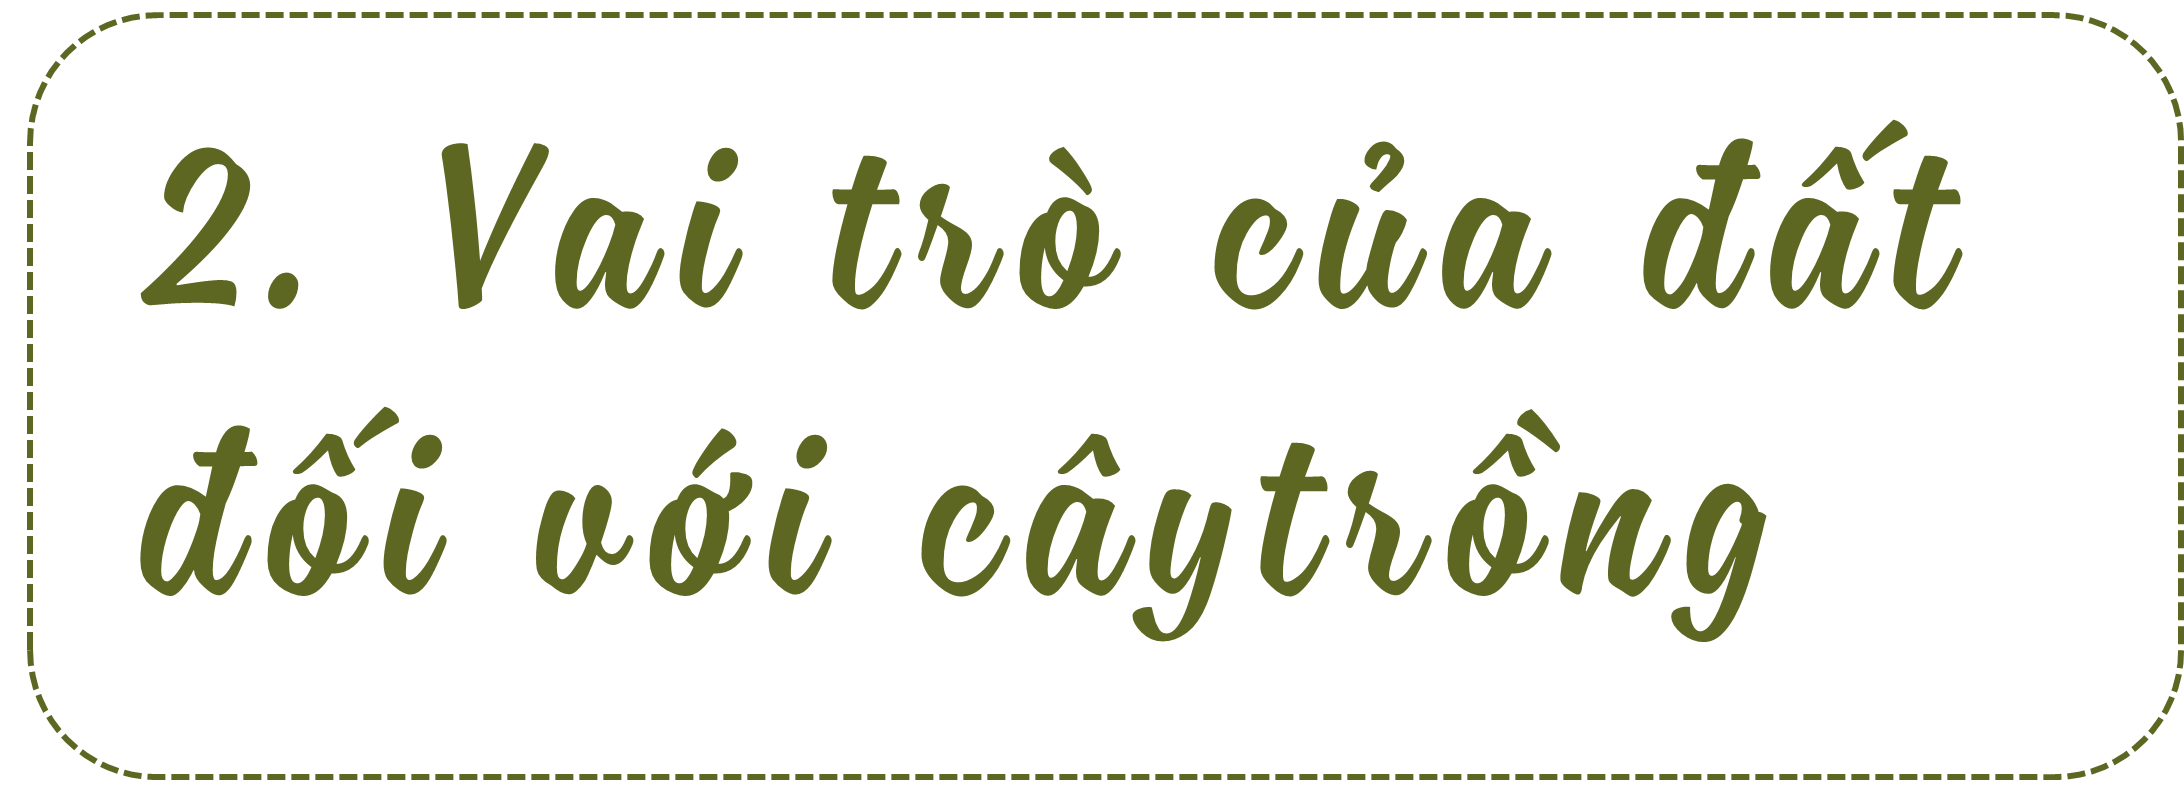 2. Vai trò của đất
đối với câytrồng